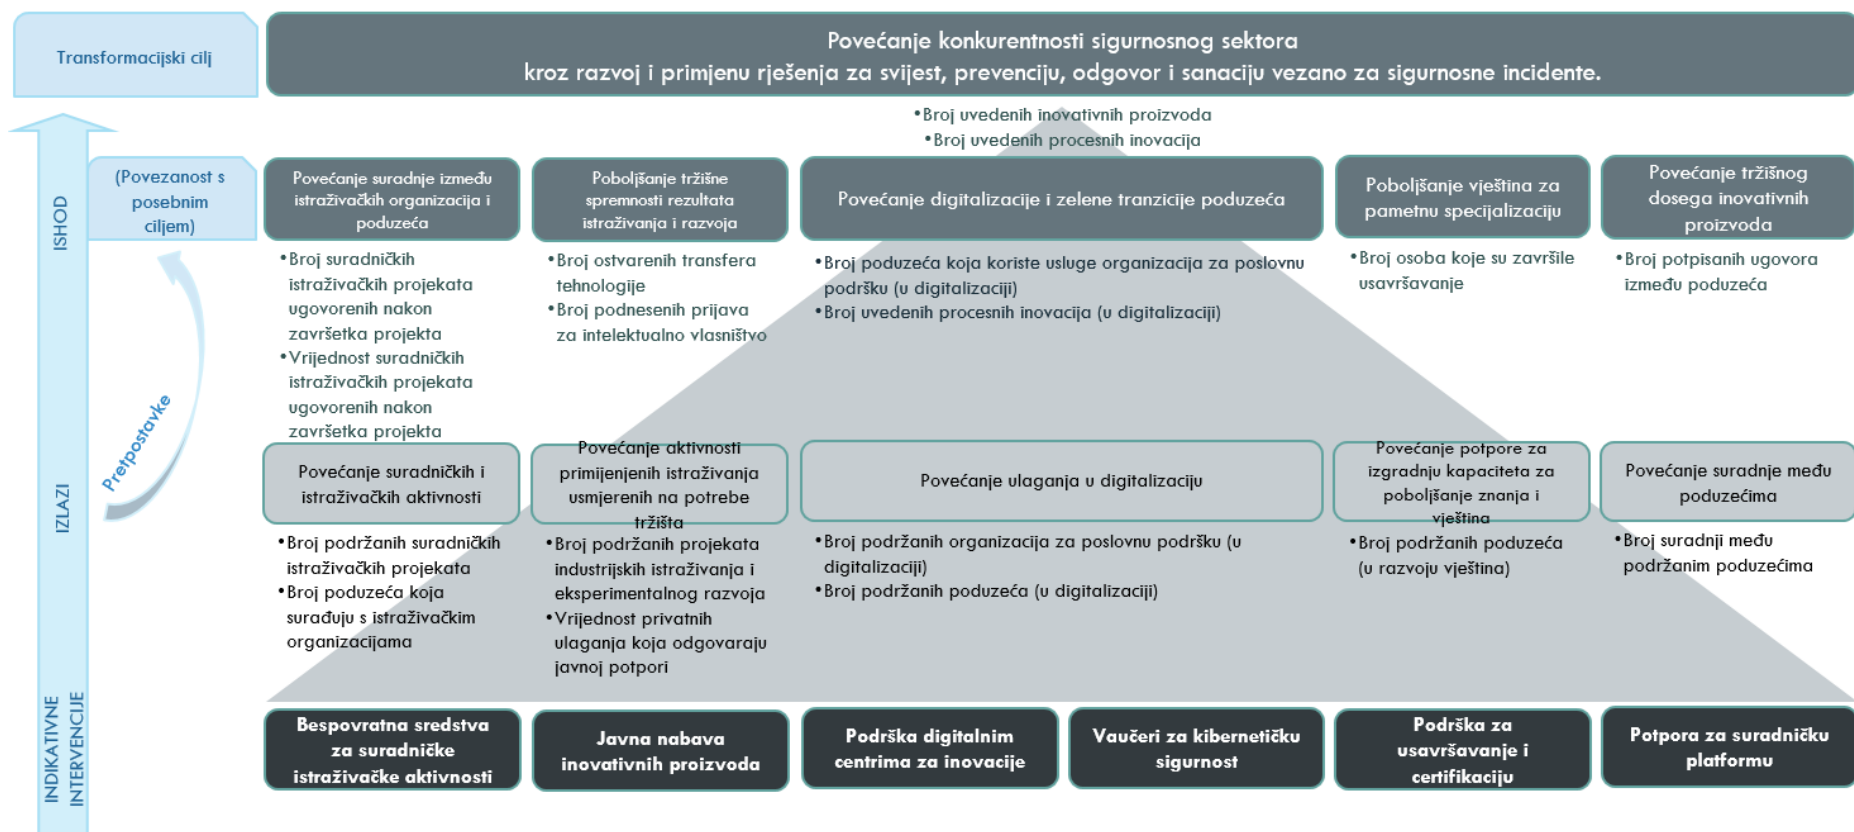 Transformacijski cilj
Povećanje konkurentnosti sigurnosnog sektora
kroz razvoj i primjenu rješenja za svijest, prevenciju, odgovor i sanaciju vezano za sigurnosne incidente.
•Broj uvedenih inovativnih proizvoda
•Broj uvedenih procesnih inovacija
ISHOD
(Povezanost s
posebnim
ciljem)
Povećanje suradnje između
istraživačkih organizacija i
poduzeća
Poboljšanje tržišne
spremnosti rezultata
istraživanja i razvoja
Povećanje digitalizacije i zelene tranzicije poduzeća
Poboljšanje vještina za
pametnu specijalizaciju
Povećanje tržišnog
dosega inovativnih
proizvoda
•Broj suradničkih
istraživačkih projekata
ugovorenih nakon
završetka projekta
•Vrijednost suradničkih
istraživačkih projekata
ugovorenih nakon
završetka projekta
•Broj ostvarenih transfera
tehnologije
•Broj podnesenih prijava
za intelektualno vlasništvo
•Broj poduzeća koja koriste usluge organizacija za poslovnu
podršku (u digitalizaciji)
•Broj uvedenih procesnih inovacija (u digitalizaciji)
•Broj osoba koje su završile
usavršavanje
•Broj potpisanih ugovora
između poduzeća
Pretpostavke
IZLAZI
Povećanje suradničkih i
istraživačkih aktivnosti
Povećanje aktivnosti
primijenjenih istraživanja
usmjerenih na potrebe
tržišta
Povećanje ulaganja u digitalizaciju
Povećanje potpore za
izgradnju kapaciteta za
poboljšanje znanja i
vještina
Povećanje suradnje među
poduzećima
•Broj podržanih suradničkih
istraživačkih projekata
•Broj poduzeća koja
surađuju s istraživačkim
organizacijama
•Broj podržanih projekata
industrijskih istraživanja i
eksperimentalnog razvoja
•Vrijednost privatnih
ulaganja koja odgovaraju
javnoj potpori
•Broj podržanih organizacija za poslovnu podršku (u
digitalizaciji)
•Broj podržanih poduzeća (u digitalizaciji)
•Broj podržanih poduzeća
(u razvoju vještina)
•Broj suradnji među
podržanim poduzećima
INDIKATIVNE
INTERVENCIJE
Bespovratna sredstva
za suradničke
istraživačke aktivnosti
Javna nabava
inovativnih proizvoda
Podrška digitalnim
centrima za inovacije
Vaučeri za kibernetičku
sigurnost
Podrška za
usavršavanje i
certifikaciju
Potpora za suradničku
platformu